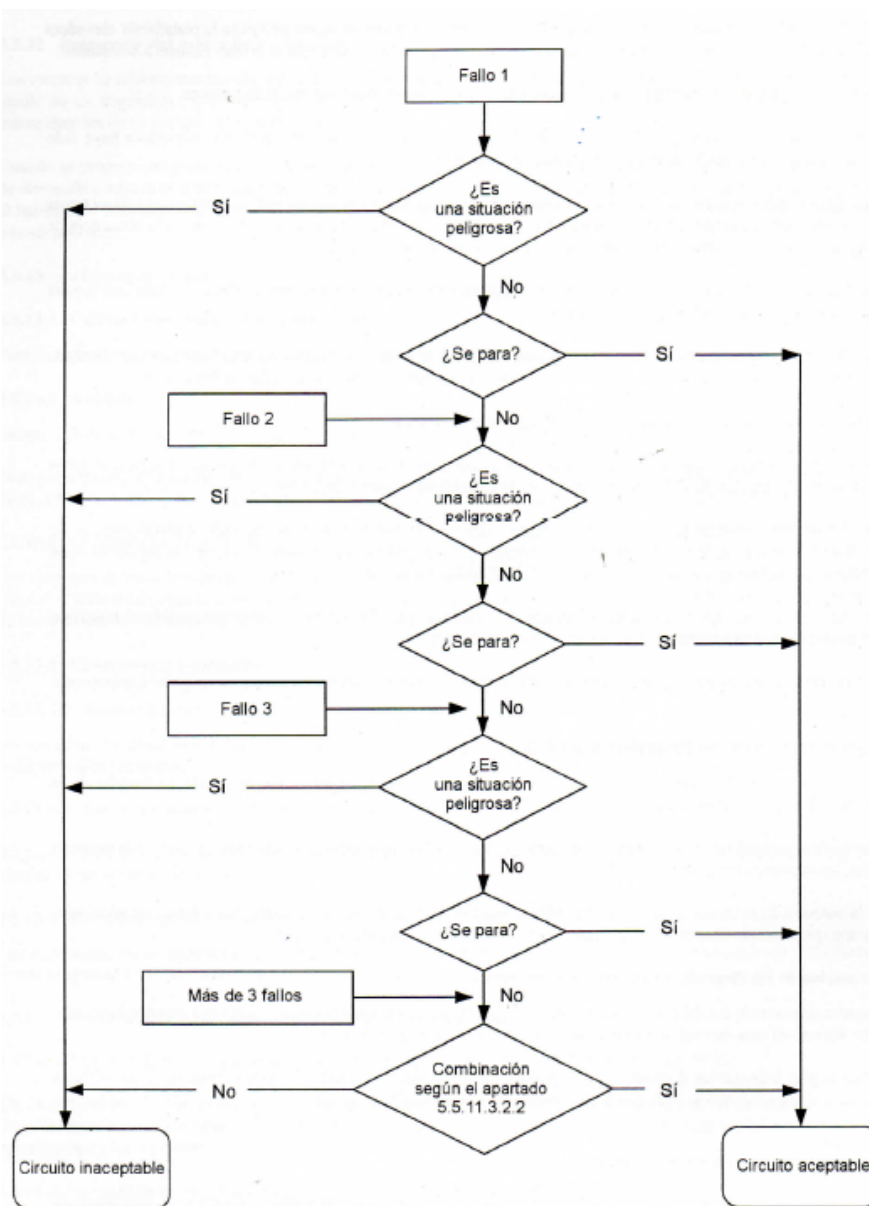 Fallo 1
¿Es
una situación
peligrosa?
Sí
No
¿Se para?
Sí
Fallo 2
No
¿Es
una situación
peligrosa?
Sí
No
¿Se para?
Sí
Fallo 3
No
¿Es
una situación
peligrosa?
Sí
No
¿Se para?
Sí
Más de 3 fallos
No
Combinación
según el apartado
5.5.11.3.2.2
No
Sí
Circuito inaceptable
Circuito aceptable